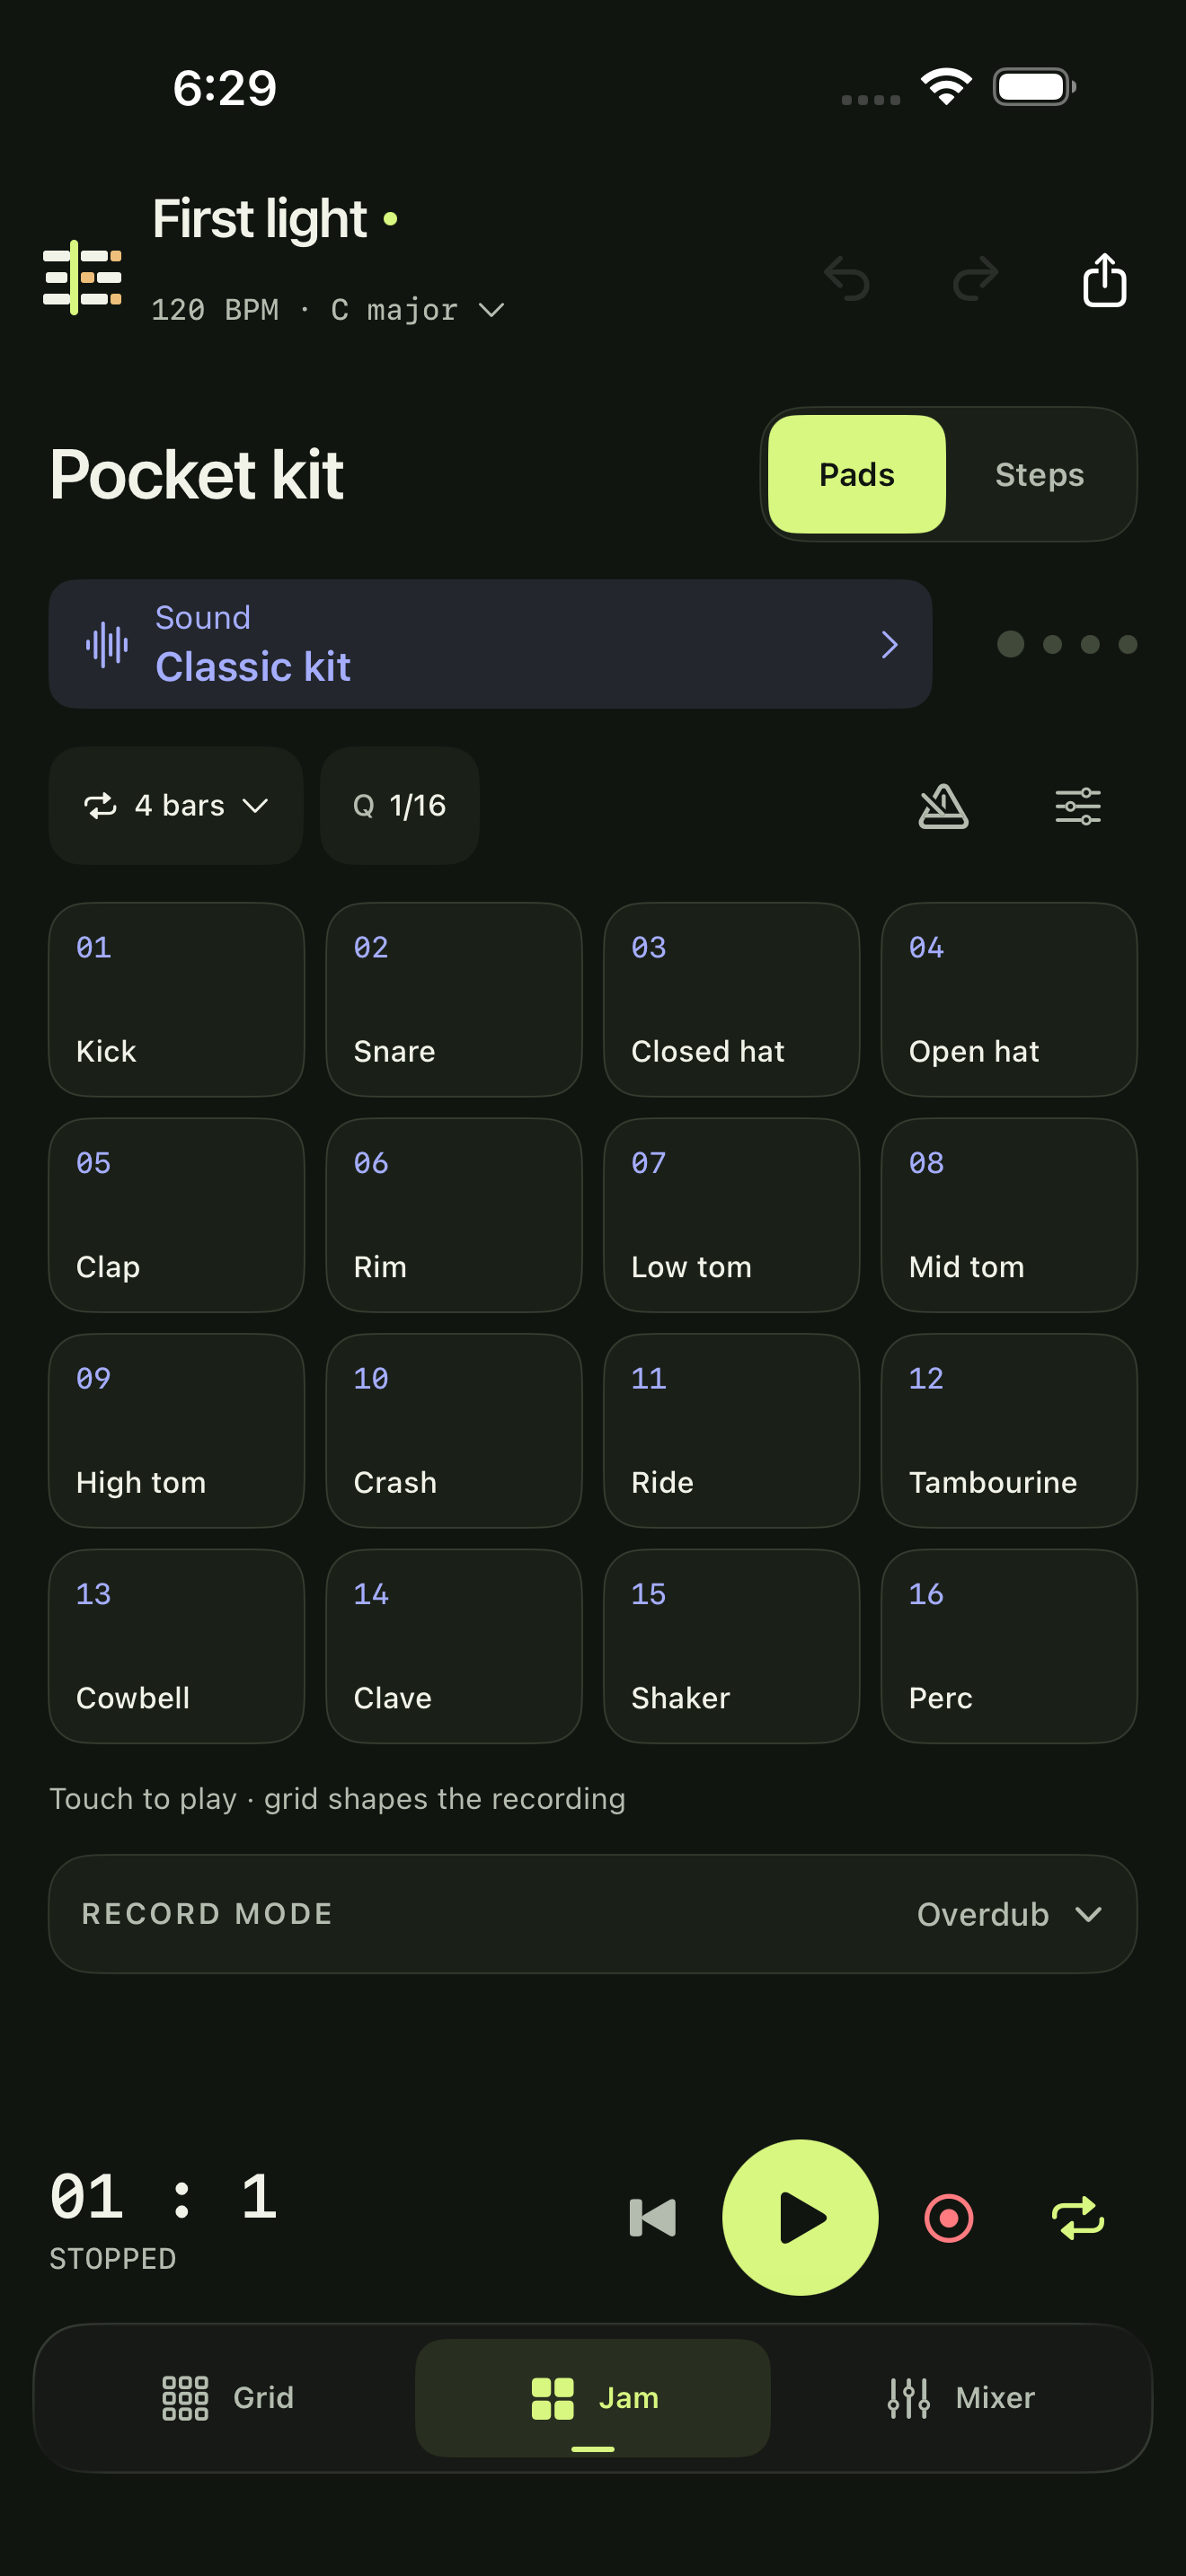 6:29
First light
120 BPM · C major
Pocket kit
Pads
Steps
Sound
Classic kit
4 bars
Q 1/16
01
02
03
04
Kick
Snare
Closed hat
Open hat
05
06
07
08
Clap
Rim
Low tom
Mid tom
09
10
11
12
High tom
Crash
Ride
Tambourine
13
14
15
16
Cowbell
Clave
Shaker
Perc
Touch to play · grid shapes the recording
RECORD MODE
Overdub
01 : 1
STOPPED
Grid
Jam
Mixer